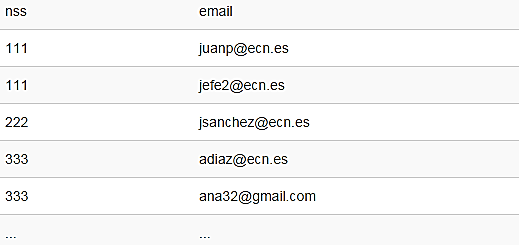 nss email
111 juanp@ecn.es
111 jefe2@ecn.es
222 jsanchez@ecn.es
333 adiaz@ecn.es
333 ana32@gmail.com
... ...